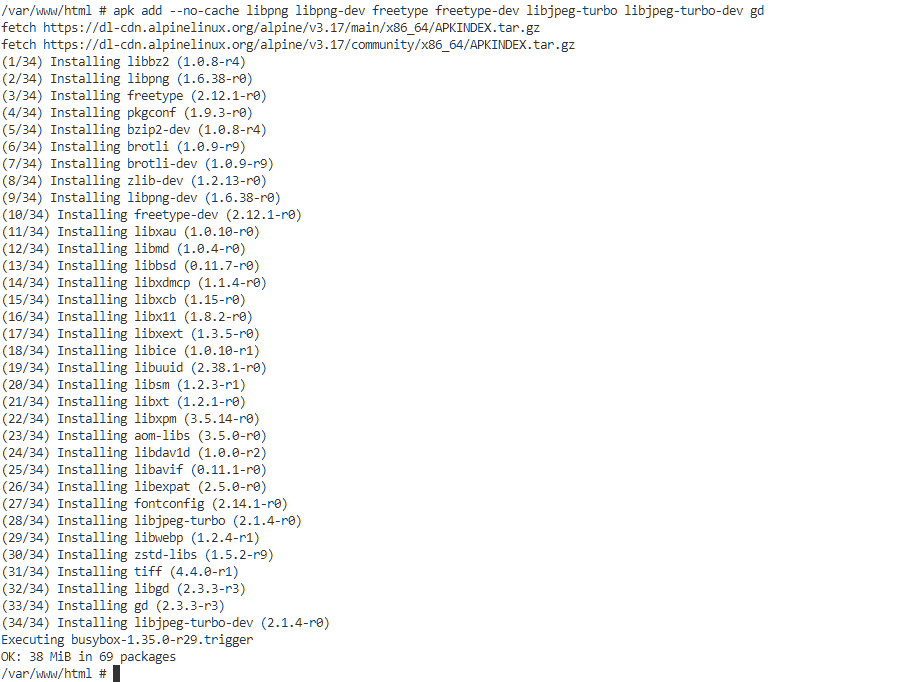 /var/www/html # apk add --no-cache libpng libpng-dev freetype freetype-dev libjpeg-turbo libjpeg-turbo-dev gd
fetch https://dl-cdn.alpinelinux.org/alpine/v3.17/main/x86_64/APKINDEX.tar.gz
fetch https://dl-cdn.alpinelinux.org/alpine/v3.17/community/x86_64/APKINDEX.tar.gz
(1/34) Installing libbz2 (1.0.8-r4)
(2/34) Installing libpng (1.6.38-r0)
(3/34) Installing freetype (2.12.1-r0)
(4/34) Installing pkgconf (1.9.3-r0)
(5/34) Installing bzip2-dev (1.0.8-r4)
(6/34) Installing brotli (1.0.9-r9)
(7/34) Installing brotli-dev (1.0.9-r9)
(8/34) Installing zlib-dev (1.2.13-r0)
(9/34) Installing libpng-dev (1.6.38-r0)
(10/34) Installing freetype-dev (2.12.1-r0)
(11/34) Installing libxau (1.0.10-r0)
(12/34) Installing libmd (1.0.4-r0)
(13/34) Installing libbsd (0.11.7-r0)
(14/34) Installing libxdmcp (1.1.4-r0)
(15/34) Installing libxcb (1.15-r0)
(16/34) Installing libx11 (1.8.2-r0)
(17/34) Installing libxext (1.3.5-r0)
(18/34) Installing libice (1.0.10-r1)
(19/34) Installing libuuid (2.38.1-r0)
(20/34) Installing libsm (1.2.3-r1)
(21/34) Installing libxt (1.2.1-r0)
(22/34) Installing libxpm (3.5.14-r0)
(23/34) Installing aom-libs (3.5.0-r0)
(24/34) Installing libdav1d (1.0.0-r2)
(25/34) Installing libavif (0.11.1-r0)
(26/34) Installing libexpat (2.5.0-r0)
(27/34) Installing fontconfig (2.14.1-r0)
(28/34) Installing libjpeg-turbo (2.1.4-r0)
(29/34) Installing libwebp (1.2.4-r1)
(30/34) Installing zstd-libs (1.5.2-r9)
(31/34) Installing tiff (4.4.0-r1)
(32/34) Installing libgd (2.3.3-r3)
(33/34) Installing gd (2.3.3-r3)
(34/34) Installing libjpeg-turbo-dev (2.1.4-r0)
Executing busybox-1.35.0-r29.trigger
OK: 38 MiB in 69 packages
/var/www/html #